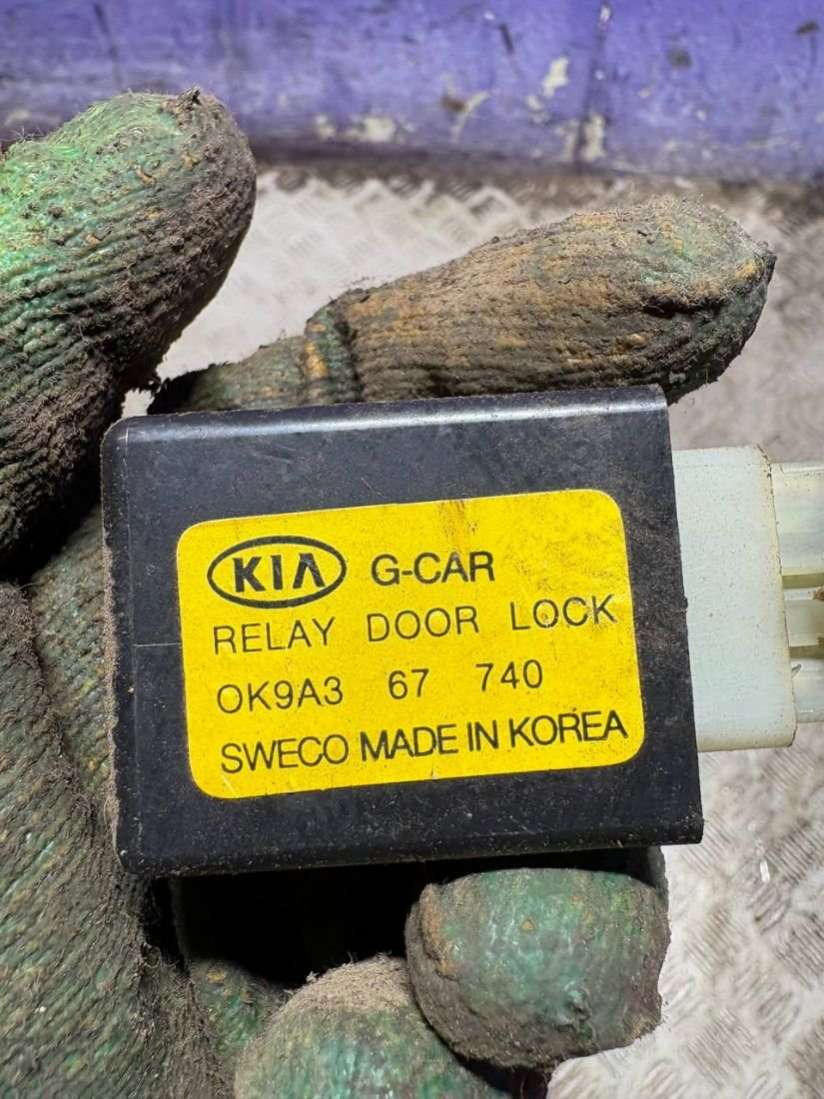 KIA G-CAR
RELAY DOOR LOCK
OK9A3 67 740
SWECO MADE IN KOREA